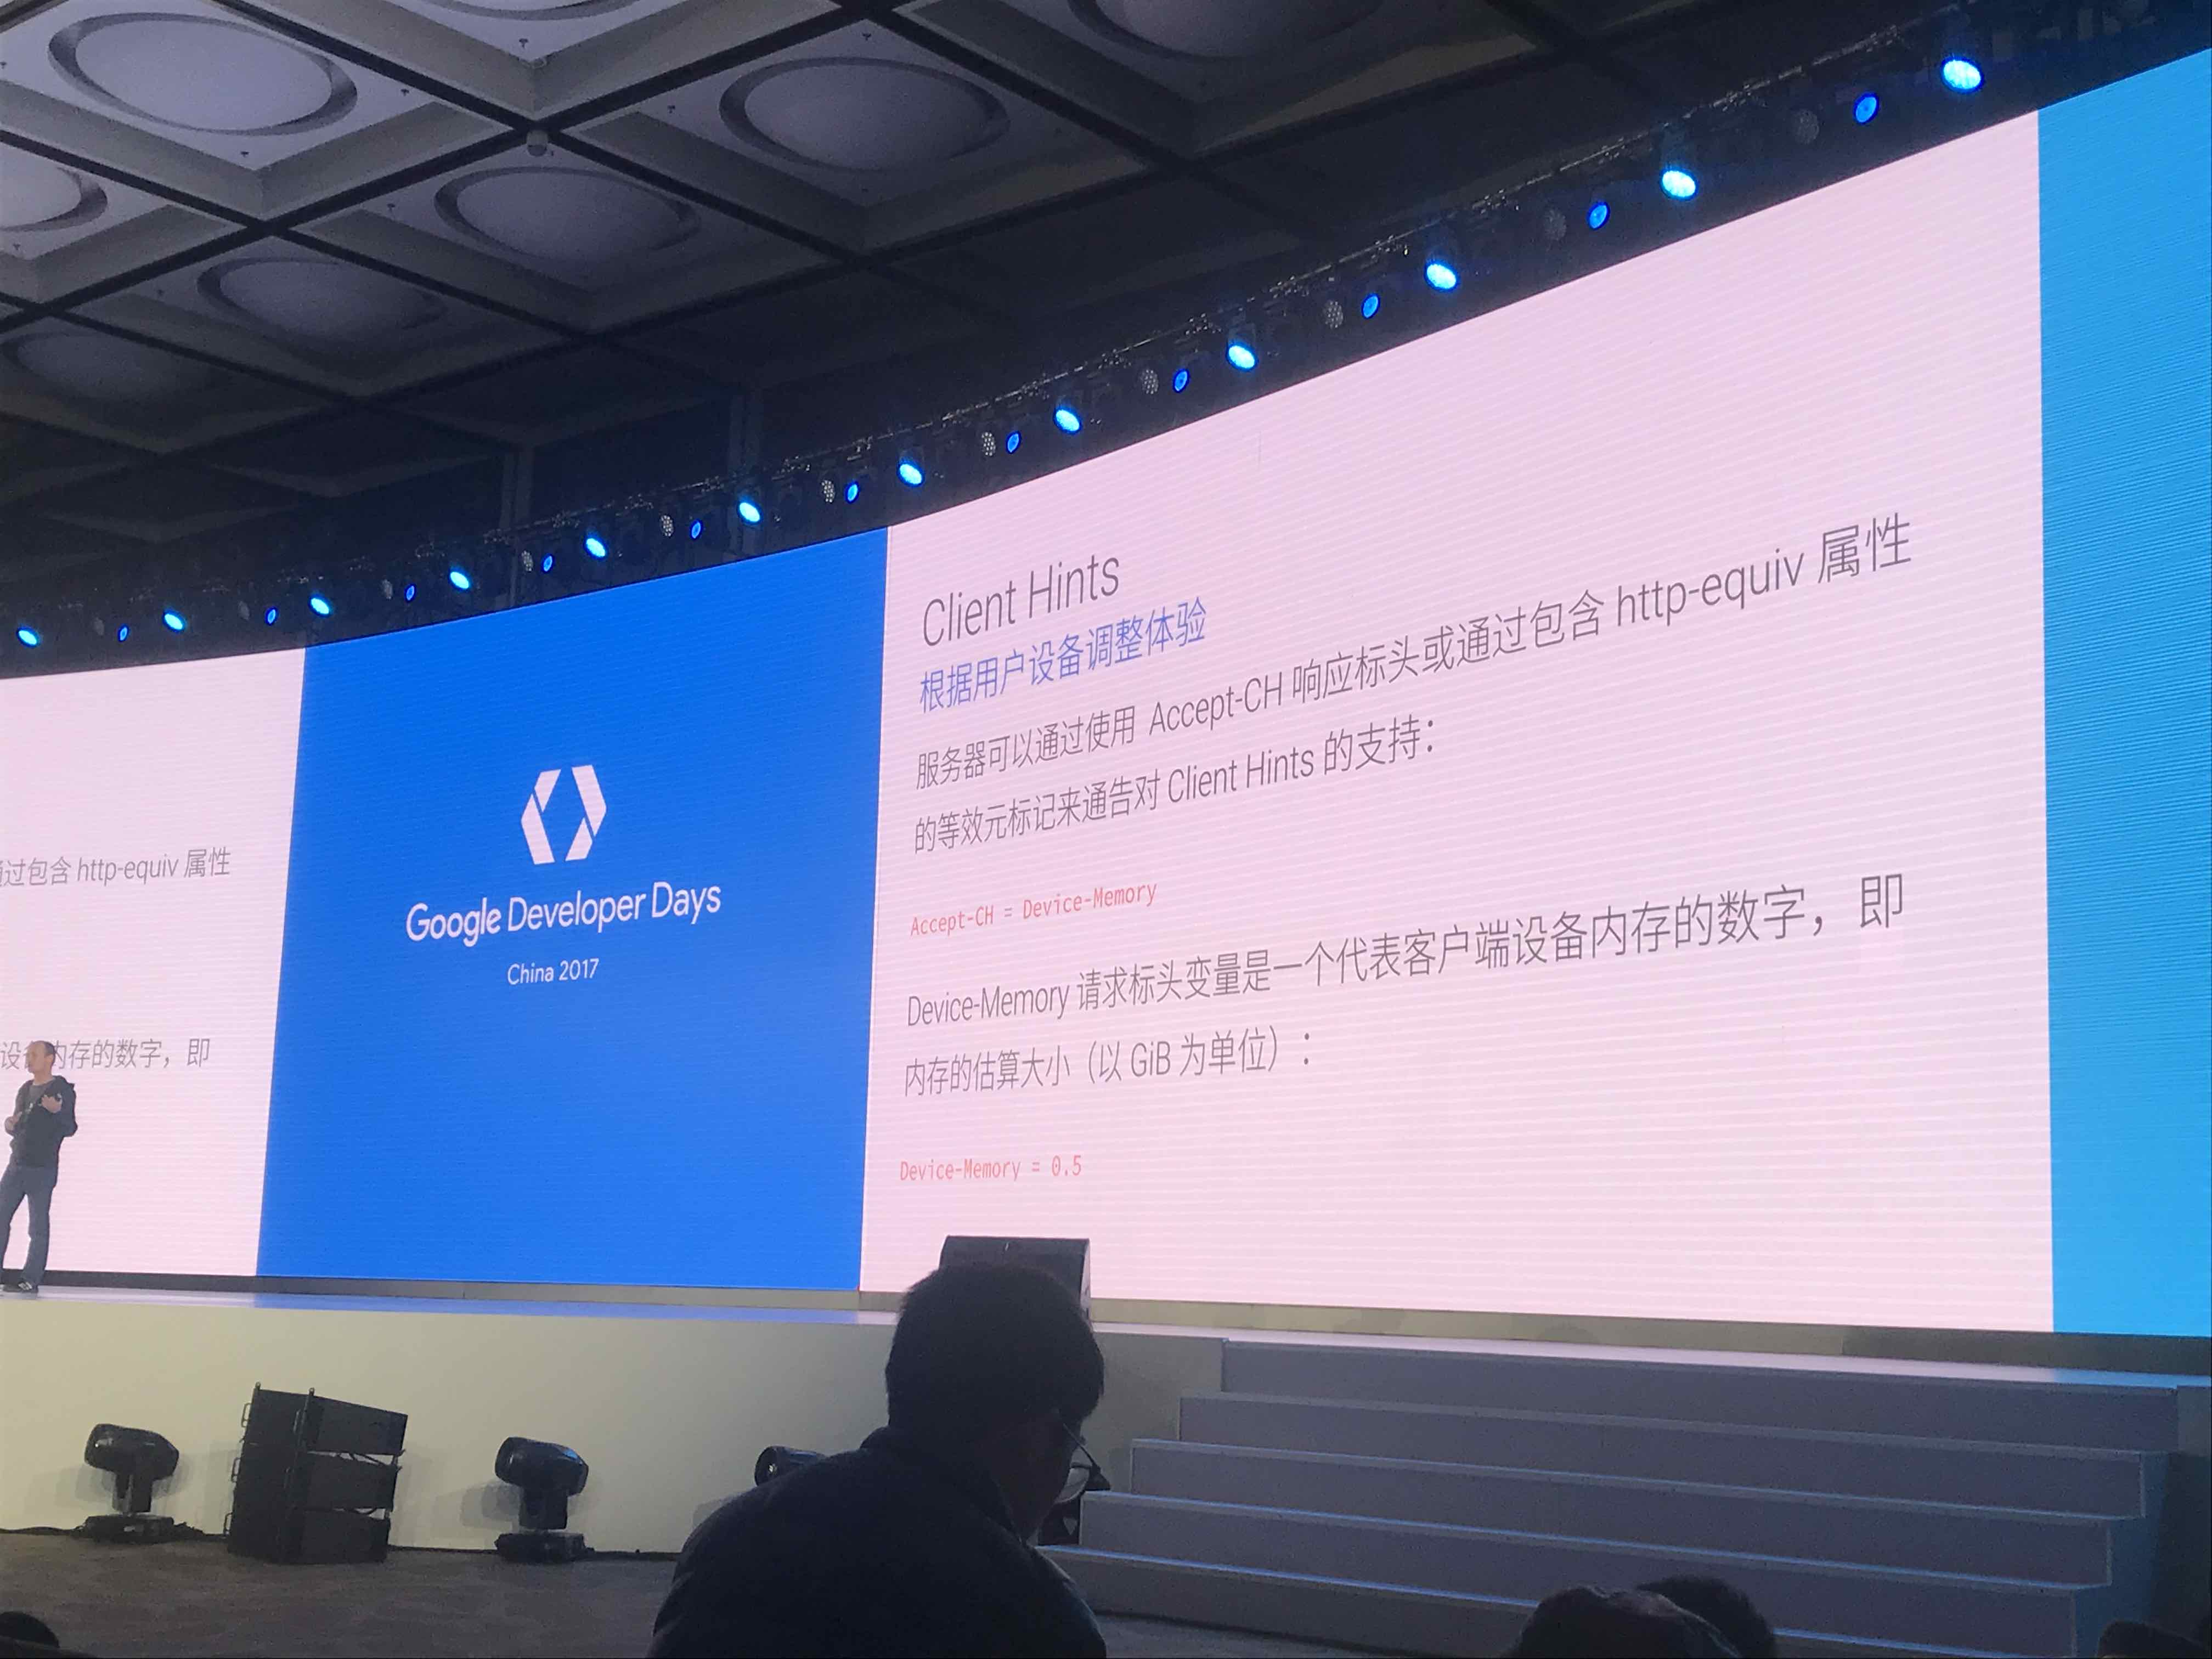 通过包含 http-equiv 属性
内存的数字，即
Google Developer Days
China 2017
Client Hints
根据用户设备调整体验
服务器可以通过使用 Accept-CH 响应标头或通过包含 http-equiv 属性
的等效元标记来通告对 Client Hints 的支持：
Accept-CH = Device-Memory
Device-Memory 请求标头变量是一个代表客户端设备内存的数字，即
内存的估算大小（以 GiB 为单位）：
Device-Memory = 0.5